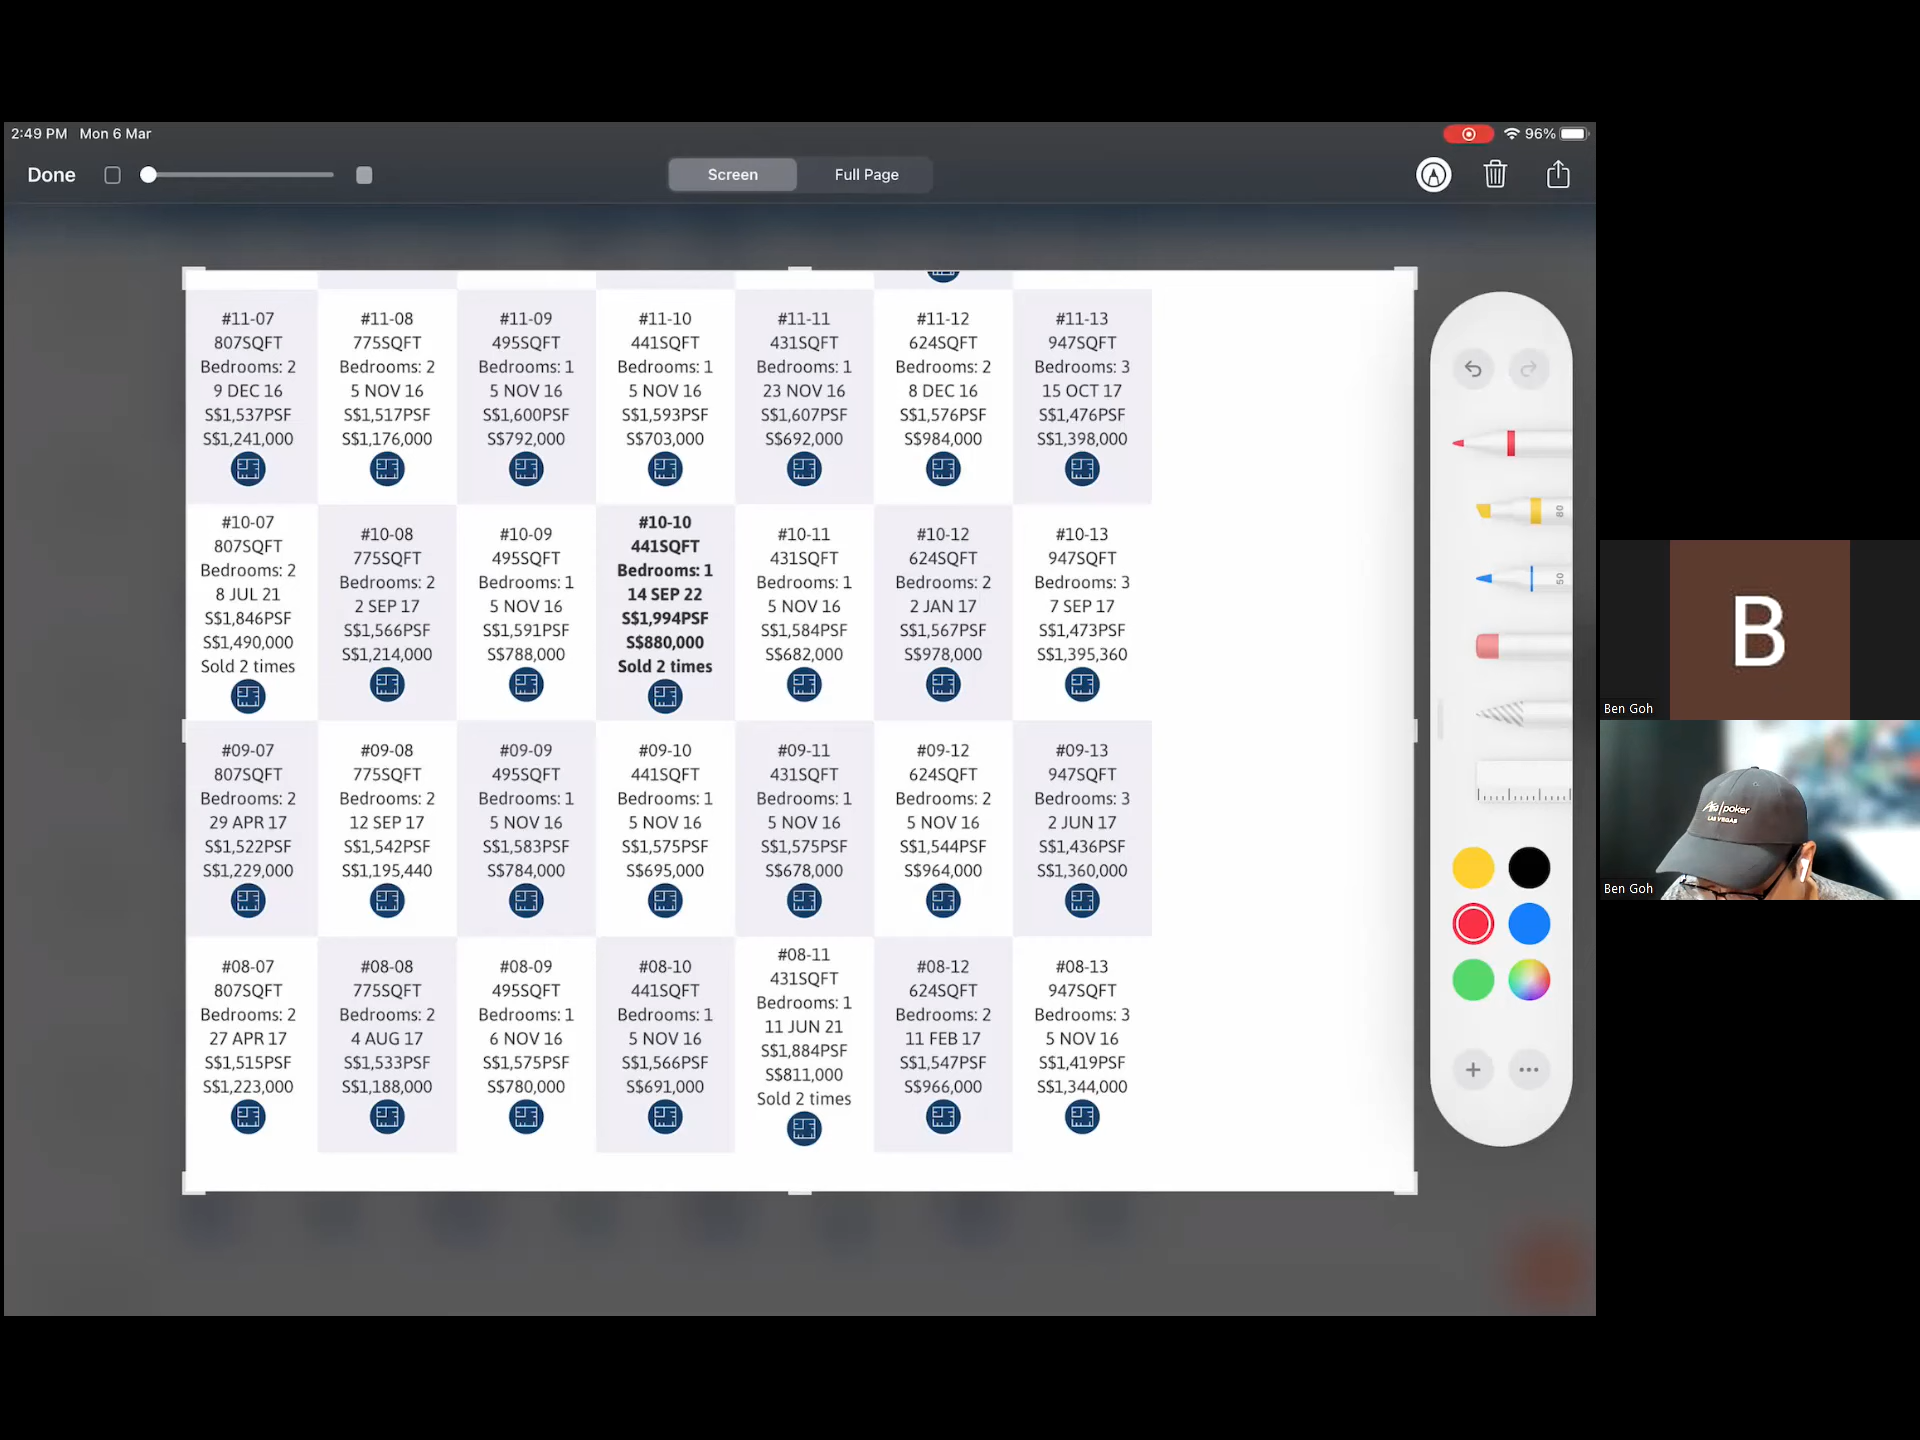 2:49 PM Mon 6 Mar
96%
Done
Screen
Full Page
#11-07
807SQFT
Bedrooms: 2
9 DEC 16
S$1,537PSF
S$1,241,000
#11-08
775SQFT
Bedrooms: 2
5 NOV 16
S$1,517PSF
S$1,176,000
#11-09
495SQFT
Bedrooms: 1
5 NOV 16
S$1,600PSF
S$792,000
#11-10
441SQFT
Bedrooms: 1
5 NOV 16
S$1,593PSF
S$703,000
#11-11
431SQFT
Bedrooms: 1
23 NOV 16
S$1,607PSF
S$692,000
#11-12
624SQFT
Bedrooms: 2
8 DEC 16
S$1,576PSF
S$984,000
#11-13
947SQFT
Bedrooms: 3
15 OCT 17
S$1,476PSF
S$1,398,000
#10-07
807SQFT
Bedrooms: 2
8 JUL 21
S$1,846PSF
S$1,490,000
Sold 2 times
#10-08
775SQFT
Bedrooms: 2
2 SEP 17
S$1,566PSF
S$1,214,000
#10-09
495SQFT
Bedrooms: 1
5 NOV 16
S$1,591PSF
S$788,000
#10-10
441SQFT
Bedrooms: 1
14 SEP 22
S$1,994PSF
S$880,000
Sold 2 times
#10-11
431SQFT
Bedrooms: 1
5 NOV 16
S$1,584PSF
S$682,000
#10-12
624SQFT
Bedrooms: 2
2 JAN 17
S$1,567PSF
S$978,000
#10-13
947SQFT
Bedrooms: 3
7 SEP 17
S$1,473PSF
S$1,395,360
#09-07
807SQFT
Bedrooms: 2
29 APR 17
S$1,522PSF
S$1,229,000
#09-08
775SQFT
Bedrooms: 2
12 SEP 17
S$1,542PSF
S$1,195,440
#09-09
495SQFT
Bedrooms: 1
5 NOV 16
S$1,583PSF
S$784,000
#09-10
441SQFT
Bedrooms: 1
5 NOV 16
S$1,575PSF
S$695,000
#09-11
431SQFT
Bedrooms: 1
5 NOV 16
S$1,575PSF
S$678,000
#09-12
624SQFT
Bedrooms: 2
5 NOV 16
S$1,544PSF
S$964,000
#09-13
947SQFT
Bedrooms: 3
2 JUN 17
S$1,436PSF
S$1,360,000
#08-07
807SQFT
Bedrooms: 2
27 APR 17
S$1,515PSF
S$1,223,000
#08-08
775SQFT
Bedrooms: 2
4 AUG 17
S$1,533PSF
S$1,188,000
#08-09
495SQFT
Bedrooms: 1
6 NOV 16
S$1,575PSF
S$780,000
#08-10
441SQFT
Bedrooms: 1
5 NOV 16
S$1,566PSF
S$691,000
#08-11
431SQFT
Bedrooms: 1
11 JUN 21
S$1,884PSF
S$811,000
Sold 2 times
#08-12
624SQFT
Bedrooms: 2
11 FEB 17
S$1,547PSF
S$966,000
#08-13
947SQFT
Bedrooms: 3
5 NOV 16
S$1,419PSF
S$1,344,000
80
50
B
Ben Goh
poker
LAS VEGAS
Ben Goh